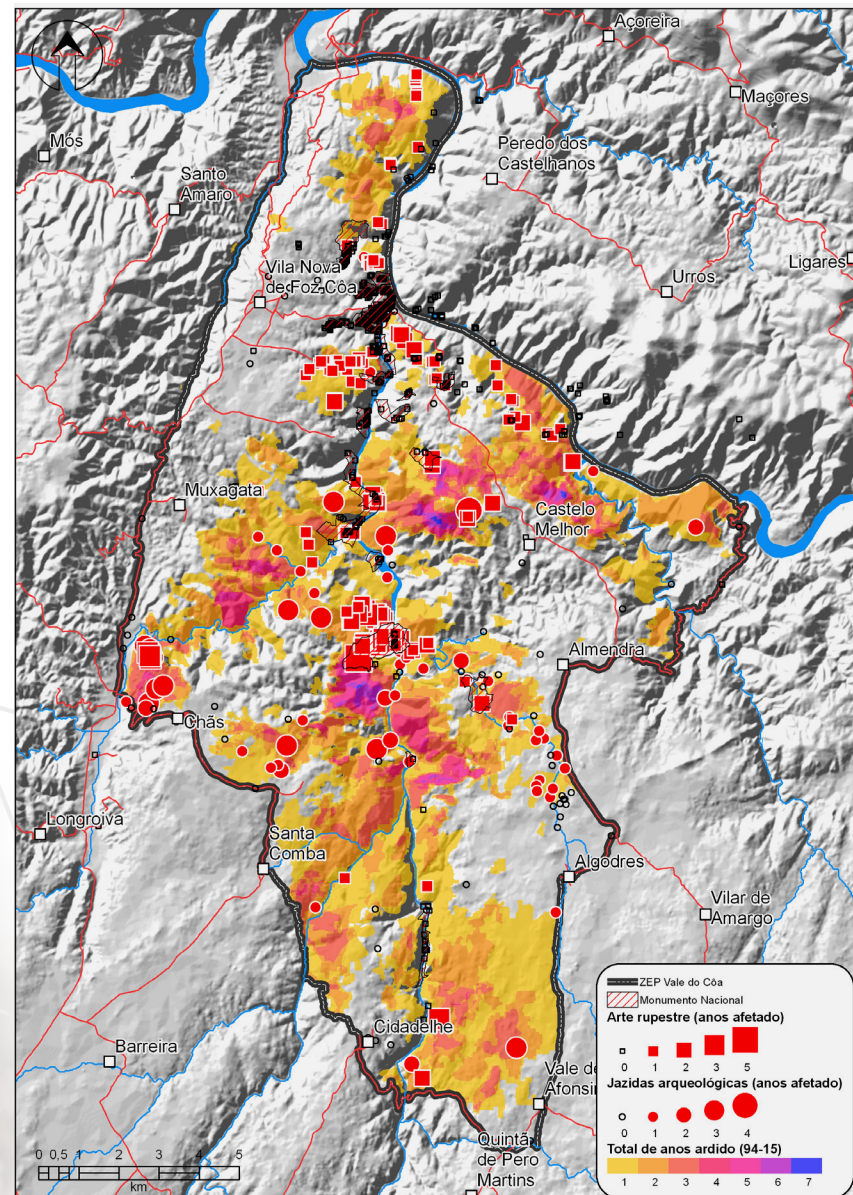 Açoreira
Maçores
Mós
Peredo dos
Castelhanos
Santo
Amaro
Ligares
Urros
Vila Nova
de Foz Côa
Muxagata
Castelo
Melhor
Almendra
Chãs
Longroiva
Santa
Comba
Algodres
Vilar de
Amargo
Cidadelhe
Barreira
Vale de
Afonsin
Quintã
de Pero
Martins
0 0,5 1 2 3 4 5
km
ZEP Vale do Côa
Monumento Nacional
Arte rupestre (anos afetado)
0 1 2 3 5
Jazidas arqueológicas (anos afetado)
0 1 2 3 4
Total de anos ardido (94-15)
1 2 3 4 5 6 7